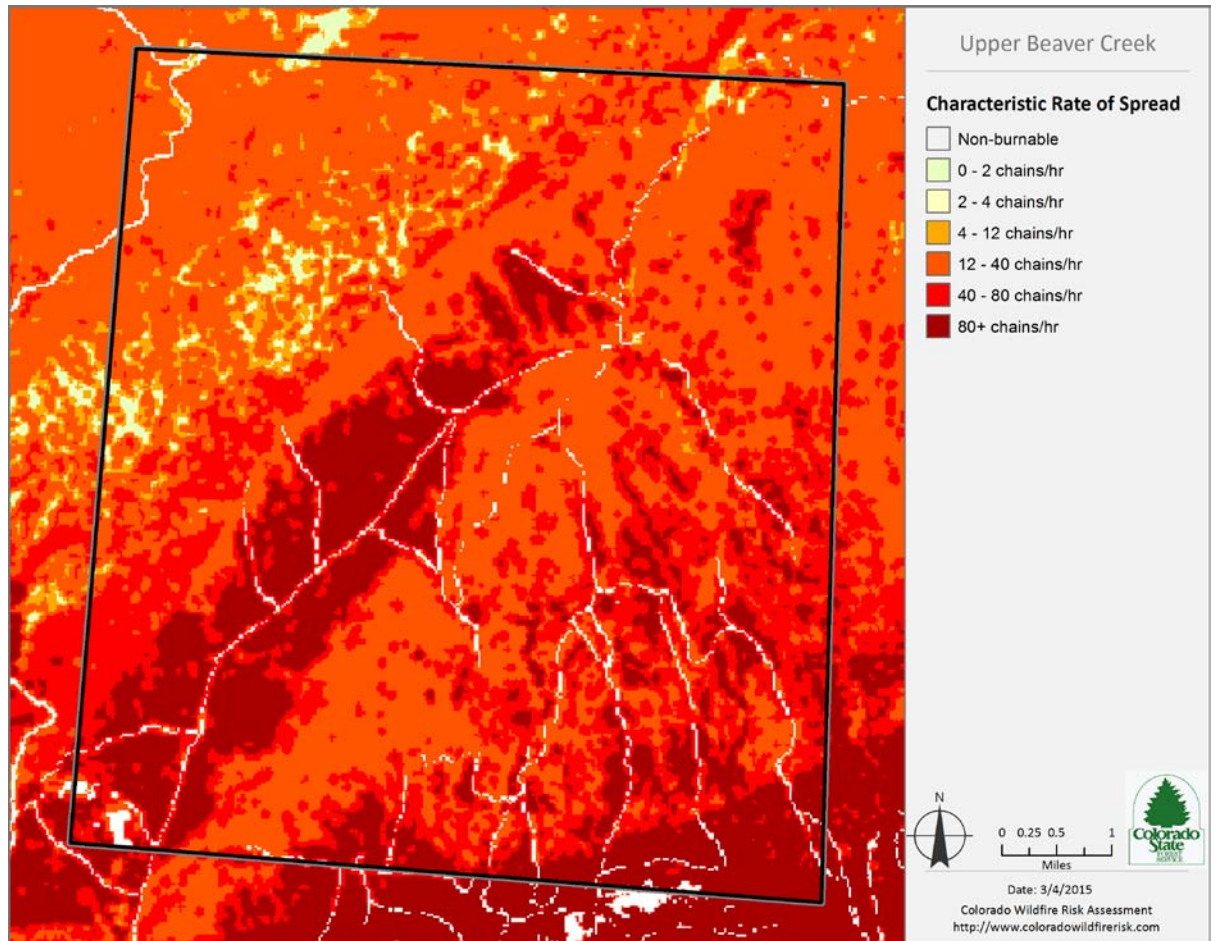 Upper Beaver Creek
Characteristic Rate of Spread
Non-burnable
0 - 2 chains/hr
2 - 4 chains/hr
4 - 12 chains/hr
12 - 40 chains/hr
40 - 80 chains/hr
80+ chains/hr
N
0 0.25 0.5 1
Miles
Colorado
State
FOREST
SERVICE
Date: 3/4/2015
Colorado Wildfire Risk Assessment
http://www.coloradowildfirerisk.com